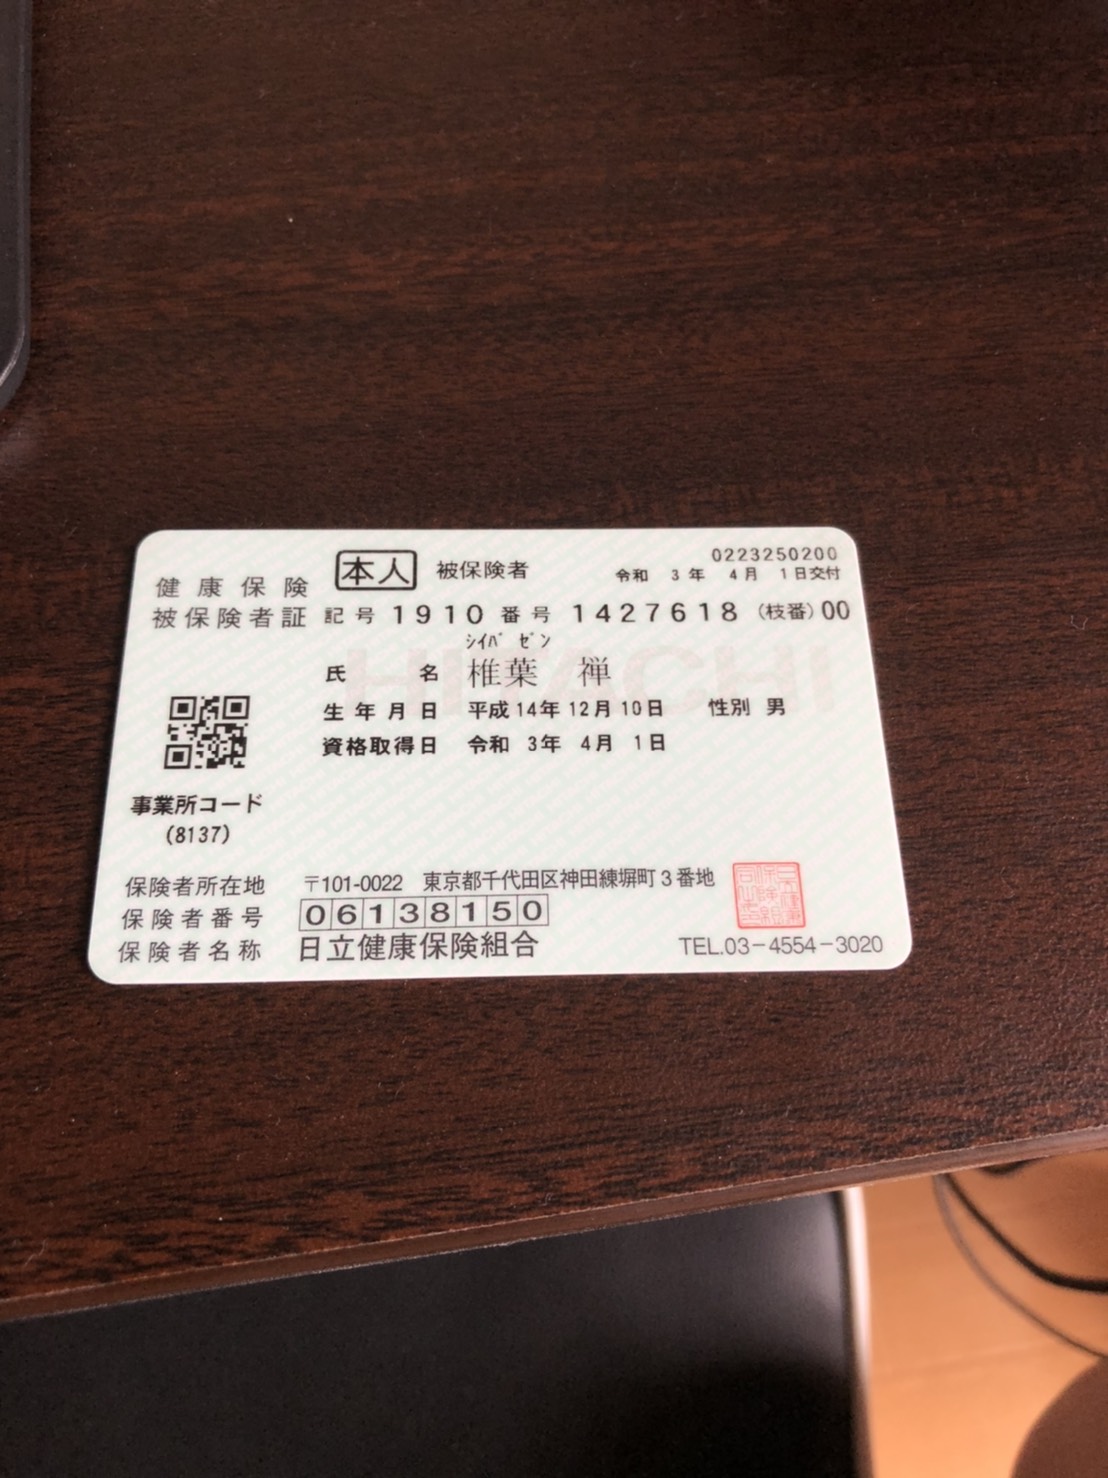 0223250200
健康保険 本人 被保険者 令和 3年 4月 1日交付
被保険者証 記号 1910 番号 1427618 (枝番) 00
ｼｲﾊﾞ ｾﾞﾝ
氏名 椎葉 禅
生年月日 平成14年12月10日 性別 男
資格取得日 令和 3年 4月 1日
HITACHI
事業所コード
(8137)
保険者所在地 〒101-0022 東京都千代田区神田練塀町3番地
保険者番号 06138150
保険者名称 日立健康保険組合 TEL.03-4554-3020